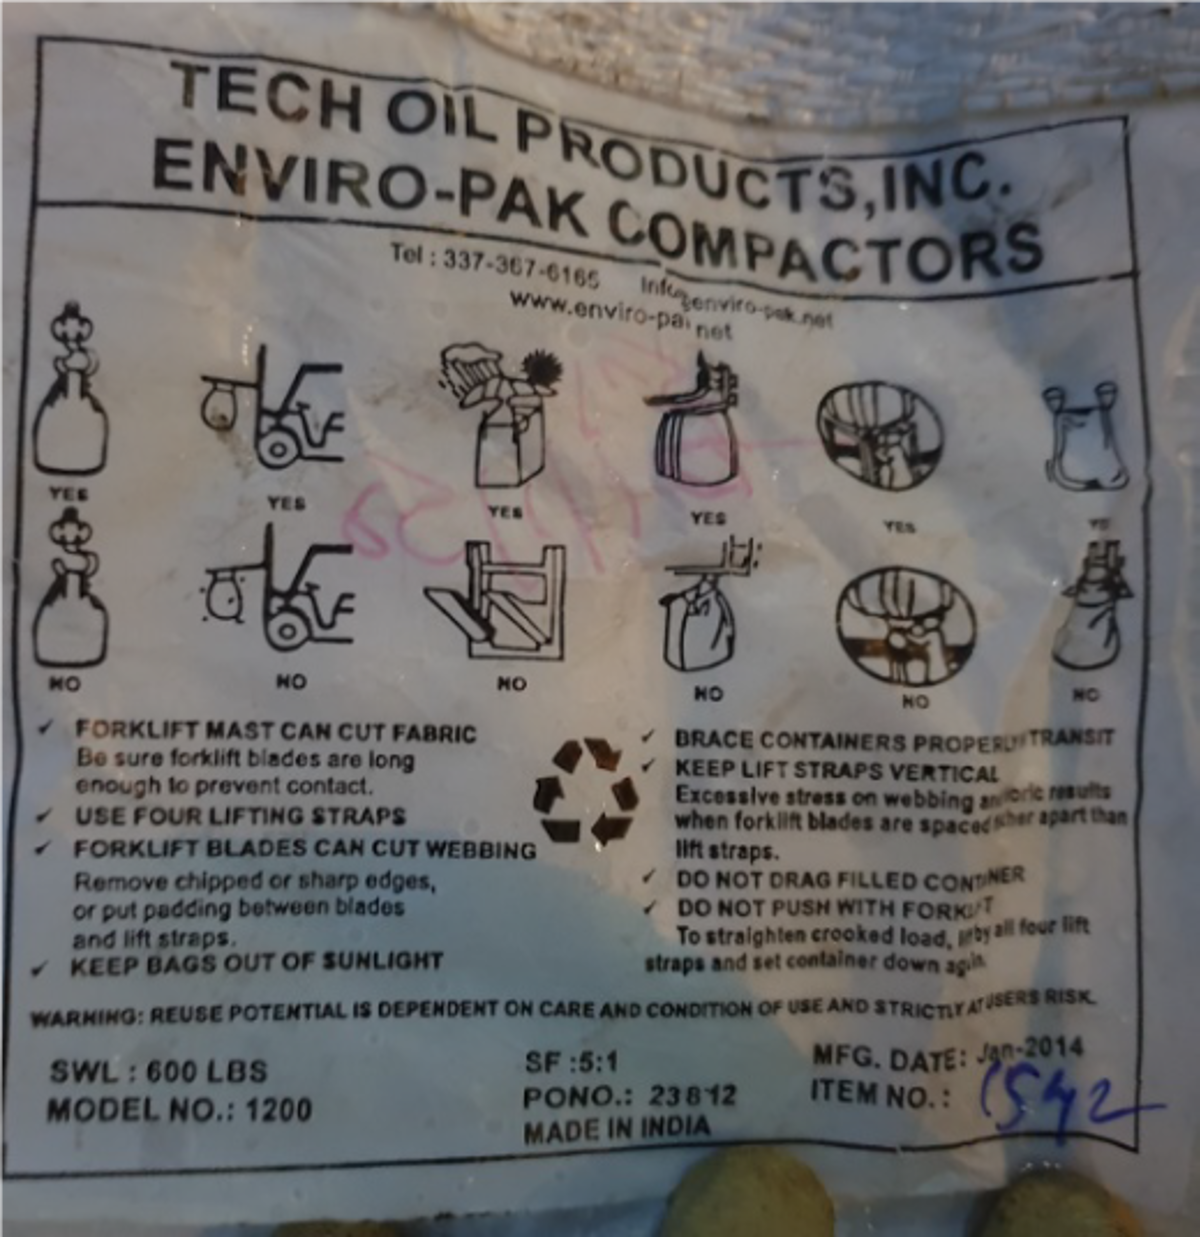 TECH OIL PRODUCTS,INC.
ENVIRO-PAK COMPACTORS
Tel : 337-367-6165 enviro-pak.net
www.enviro-pa net
YES YES YES YES YES
NO NO NO NO NO NO
✓ FORKLIFT MAST CAN CUT FABRIC
Be sure forklift blades are long
enough to prevent contact.
✓ USE FOUR LIFTING STRAPS
✓ FORKLIFT BLADES CAN CUT WEBBING
Remove chipped or sharp edges,
or put padding between blades
and lift straps.
✓ KEEP BAGS OUT OF SUNLIGHT
✓ BRACE CONTAINERS TRANSIT
✓ KEEP LIFT STRAPS VERTICAL
Excessive stress on webbing results
when forklift blades are spaced apart than
lift straps.
✓ DO NOT DRAG FILLED
✓ DO NOT PUSH WITH
To straighten crooked load, by all four lift
straps and set container down
WARNING: REUSE POTENTIAL IS DEPENDENT ON CARE AND CONDITION OF USE AND STRICTLY AT USERS RISK.
SWL : 600 LBS SF :5:1 MFG. DATE: Jan-2014
MODEL NO.: 1200 PONO.: 23812 ITEM NO.:
MADE IN INDIA